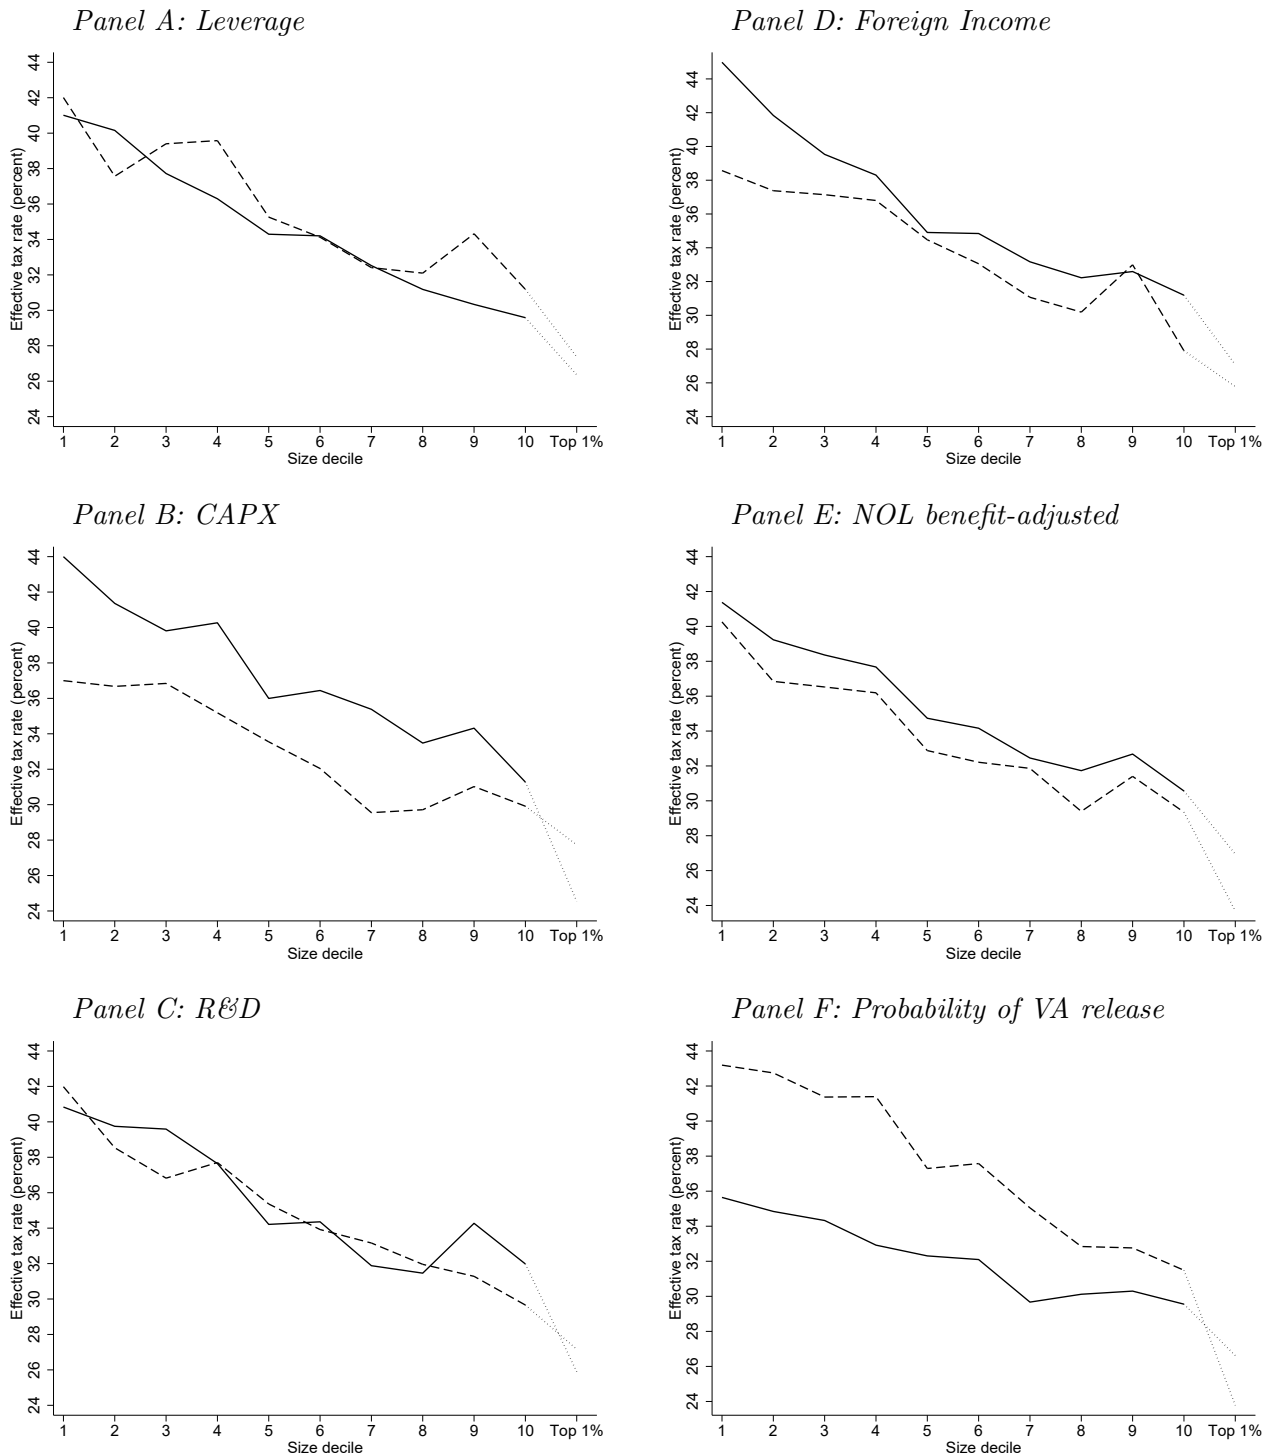 Panel A: Leverage
Effective tax rate (percent)
44
42
40
38
36
34
32
30
28
26
24
1 2 3 4 5 6 7 8 9 10 Top 1%
Size decile
Panel D: Foreign Income
Effective tax rate (percent)
44
42
40
38
36
34
32
30
28
26
24
1 2 3 4 5 6 7 8 9 10 Top 1%
Size decile
Panel B: CAPX
Effective tax rate (percent)
44
42
40
38
36
34
32
30
28
26
24
1 2 3 4 5 6 7 8 9 10 Top 1%
Size decile
Panel E: NOL benefit-adjusted
Effective tax rate (percent)
44
42
40
38
36
34
32
30
28
26
24
1 2 3 4 5 6 7 8 9 10 Top 1%
Size decile
Panel C: R&D
Effective tax rate (percent)
44
42
40
38
36
34
32
30
28
26
24
1 2 3 4 5 6 7 8 9 10 Top 1%
Size decile
Panel F: Probability of VA release
Effective tax rate (percent)
44
42
40
38
36
34
32
30
28
26
24
1 2 3 4 5 6 7 8 9 10 Top 1%
Size decile